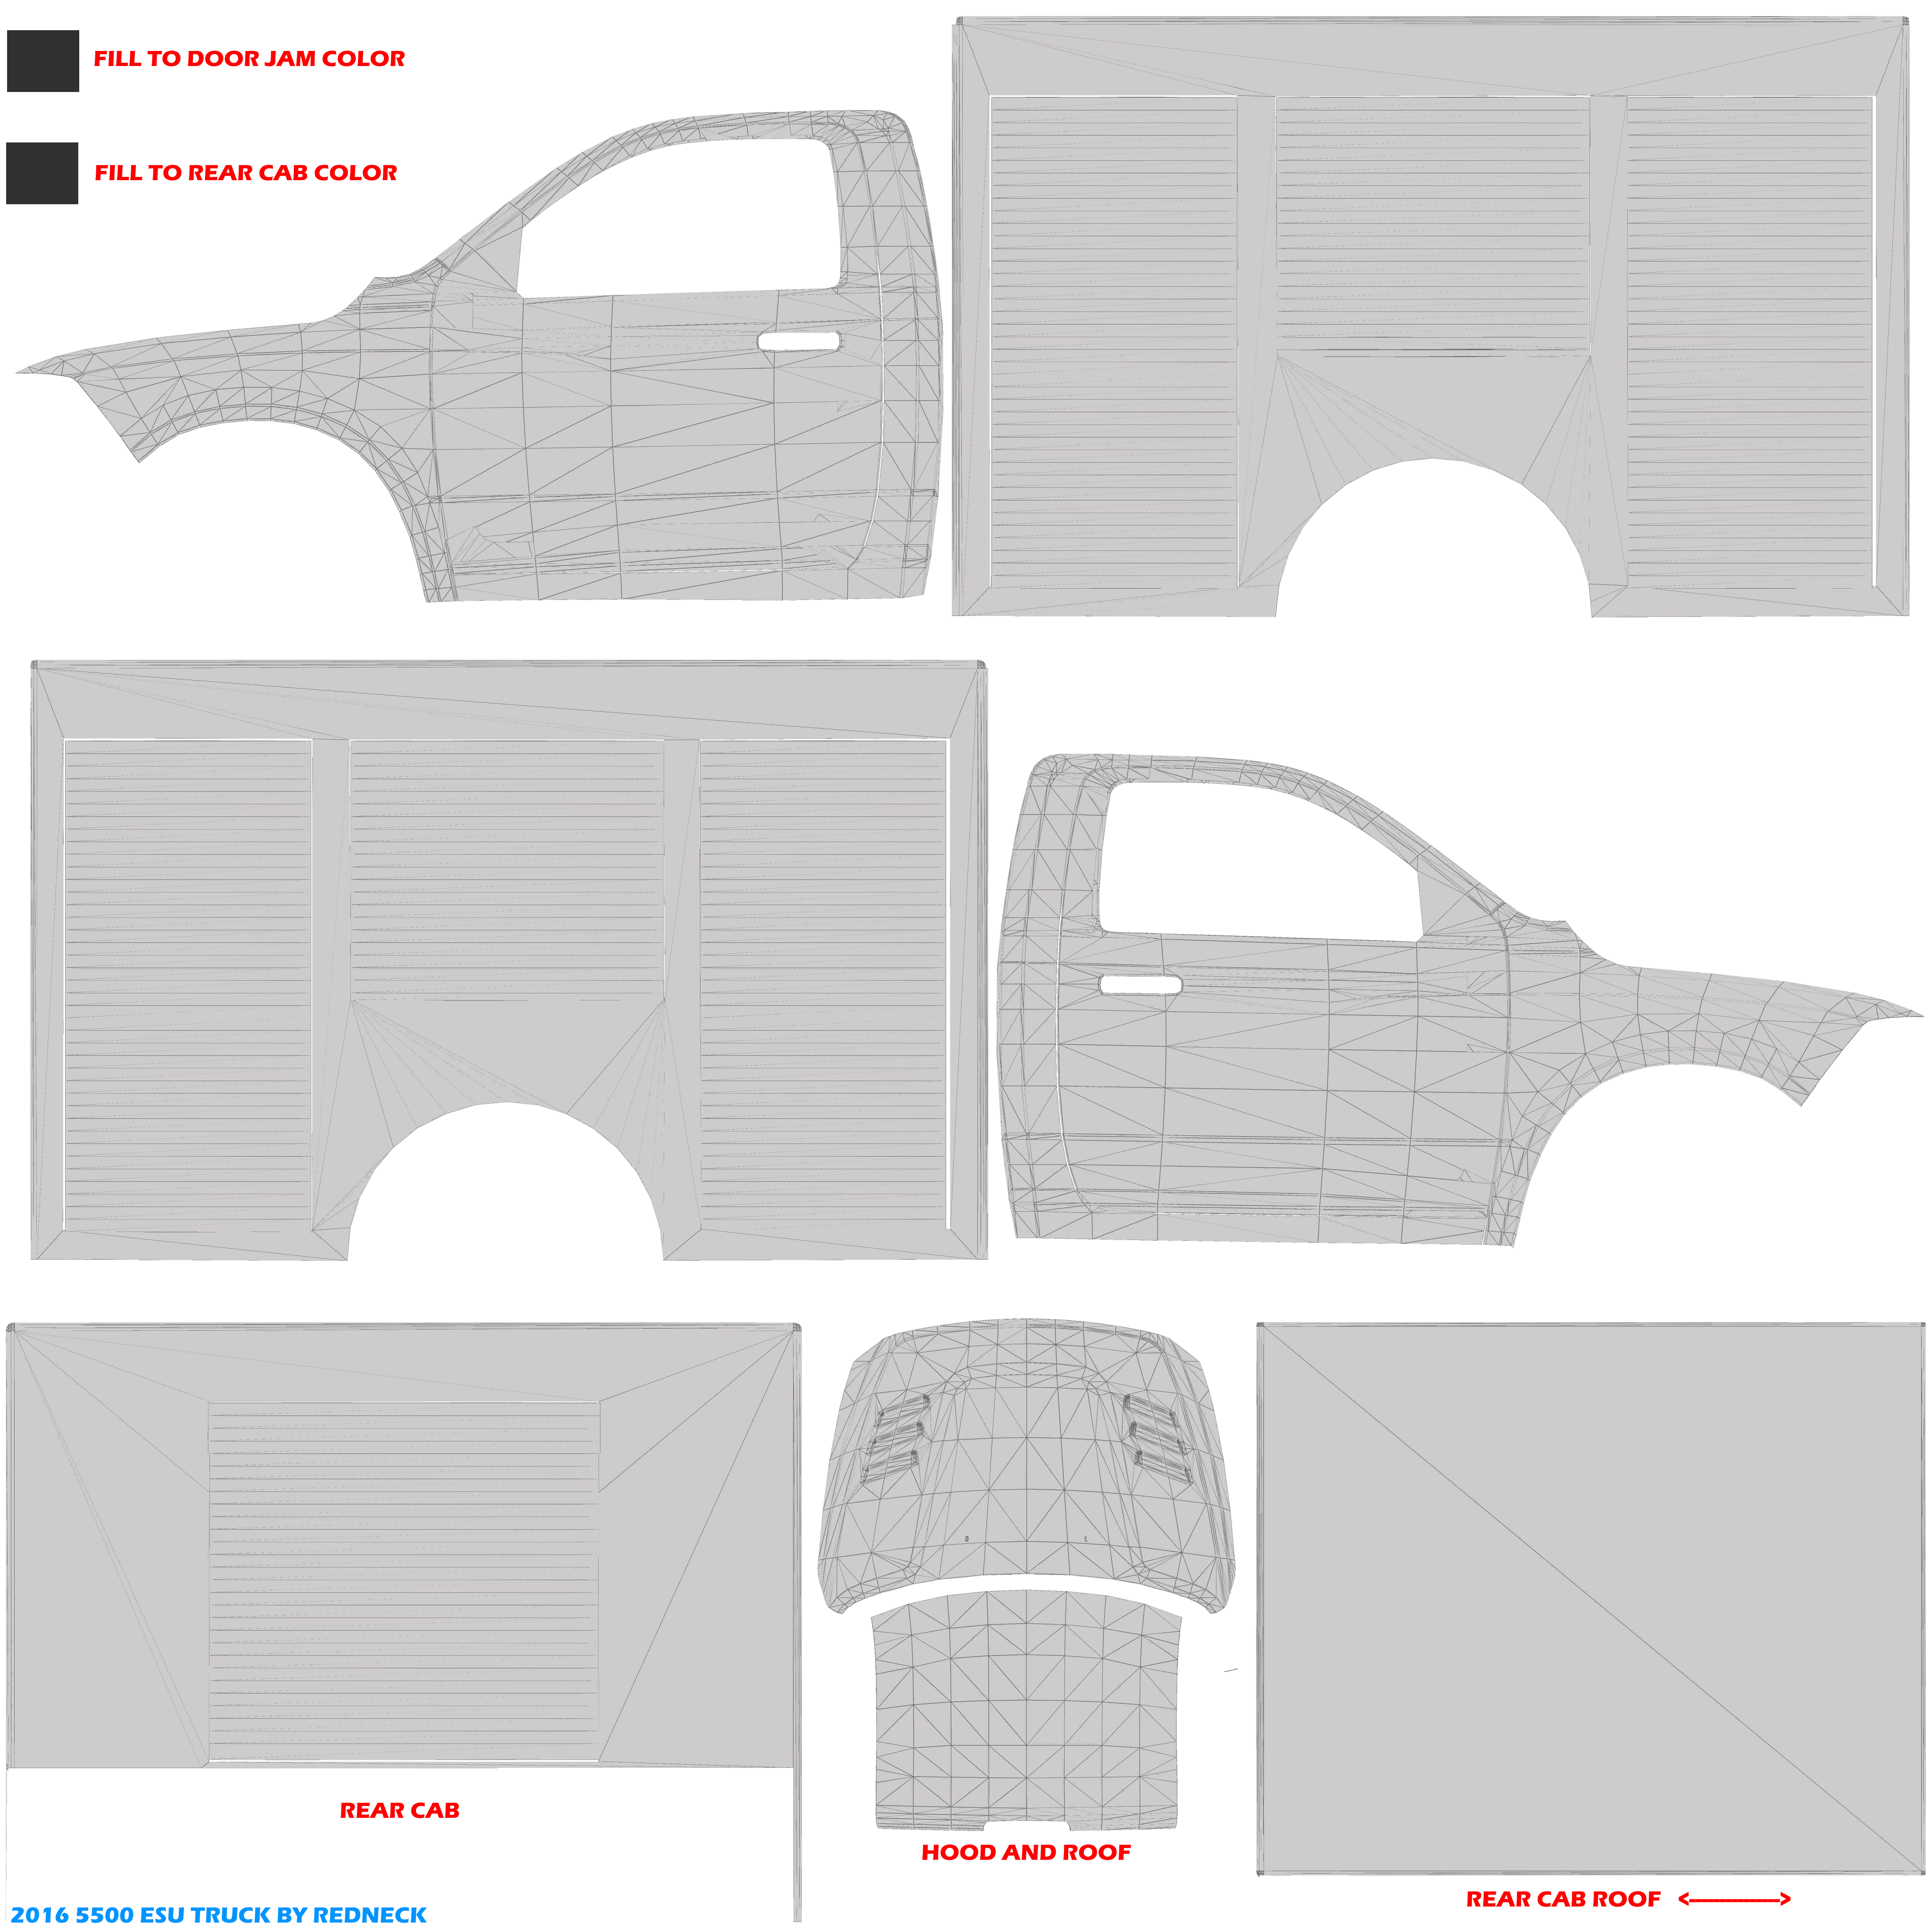 FILL TO DOOR JAM COLOR
FILL TO REAR CAB COLOR
REAR CAB
HOOD AND ROOF
REAR CAB ROOF <-------------->
2016 5500 ESU TRUCK BY REDNECK